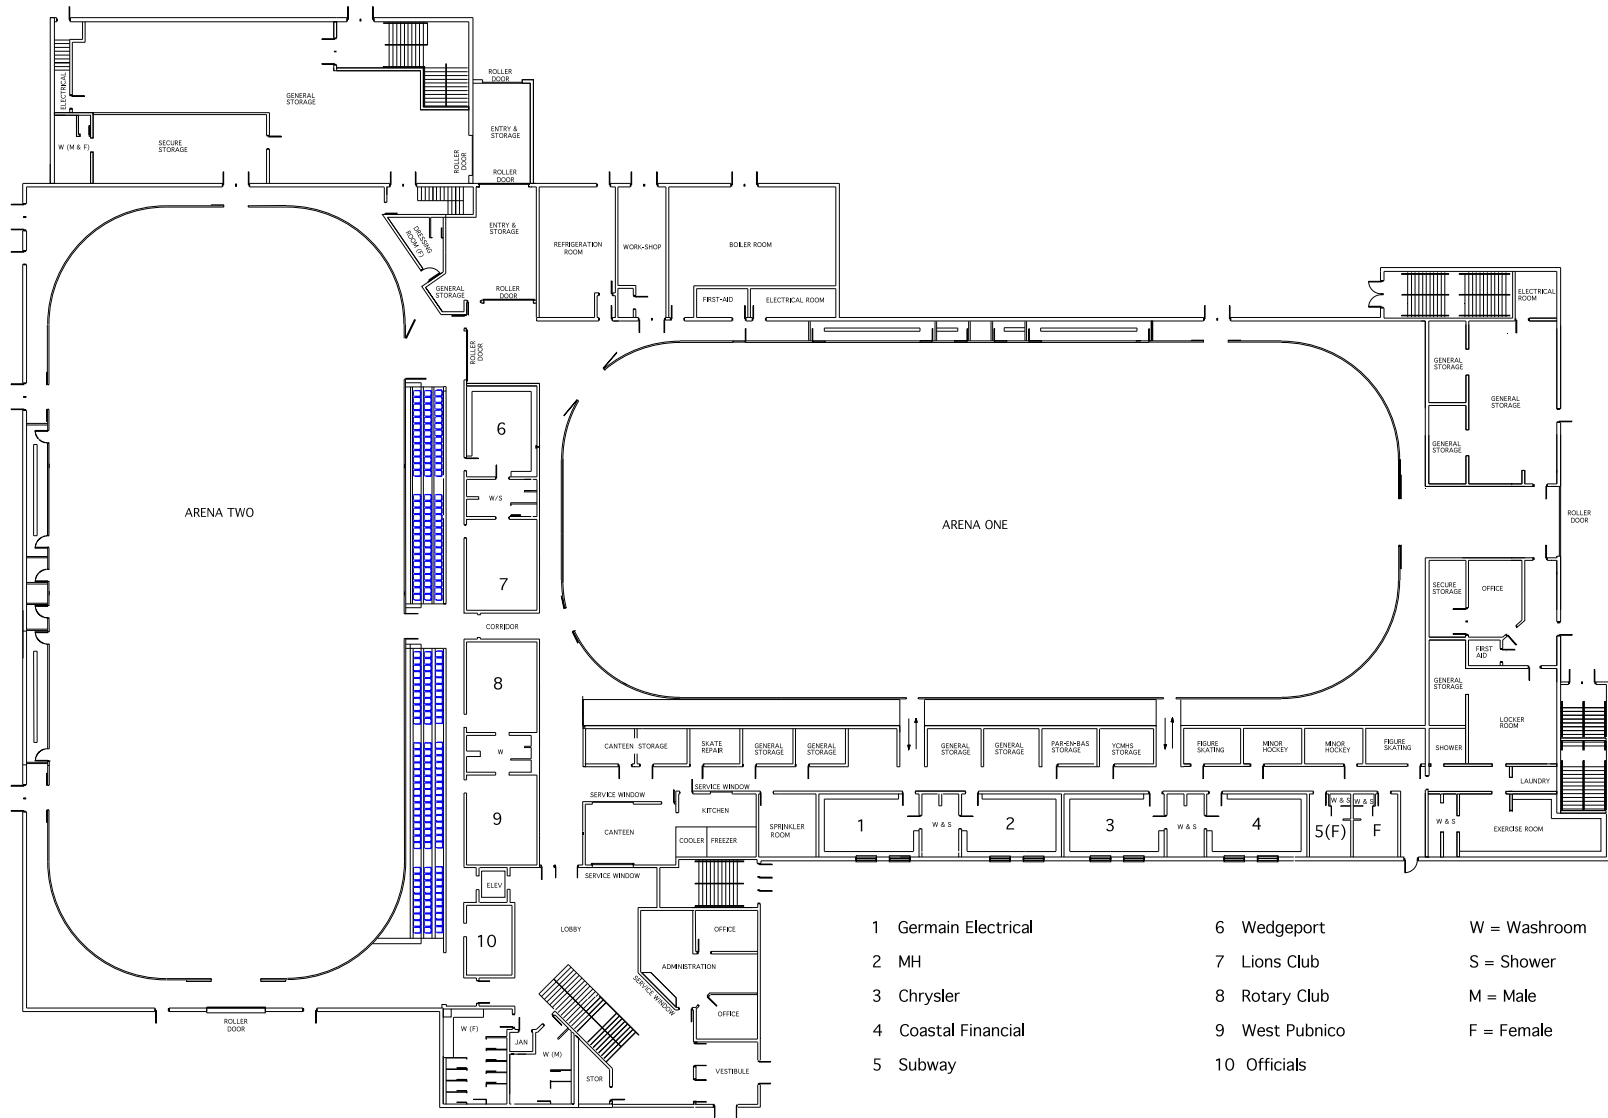 ROLLER
DOOR
ELECTRICAL
GENERAL
STORAGE
ENTRY &
STORAGE
W (M & F)
SECURE
STORAGE
ROLLER
DOOR
ROLLER
DOOR
DRESSING
ROOM (F)
ENTRY &
STORAGE
REFRIGERATION
ROOM
WORK-SHOP
BOILER ROOM
GENERAL
STORAGE
ROLLER
DOOR
FIRST-AID
ELECTRICAL ROOM
ELECTRICAL
ROOM
ROLLER
DOOR
GENERAL
STORAGE
GENERAL
STORAGE
GENERAL
STORAGE
6
W/S
7
ARENA TWO
ARENA ONE
ROLLER
DOOR
SECURE
STORAGE
OFFICE
CORRIDOR
FIRST
AID
8
GENERAL
STORAGE
LOCKER
ROOM
W
CANTEEN STORAGE
SKATE
REPAIR
GENERAL
STORAGE
GENERAL
STORAGE
GENERAL
STORAGE
GENERAL
STORAGE
PAR-EN-BAS
STORAGE
YCMHS
STORAGE
FIGURE
SKATING
MINOR
HOCKEY
MINOR
HOCKEY
FIGURE
SKATING
SHOWER
LAUNDRY
SERVICE WINDOW
SERVICE WINDOW
9
CANTEEN
KITCHEN
COOLER
FREEZER
SPRINKLER
ROOM
1
W & S
2
3
W & S
4
W & S
W & S
5(F)
F
W & S
EXERCISE ROOM
SERVICE WINDOW
ELEV
10
LOBBY
OFFICE
ADMINISTRATION
SERVICE WINDOW
OFFICE
ROLLER
DOOR
W (F)
JAN
W (M)
STOR
VESTIBULE
1 Germain Electrical
2 MH
3 Chrysler
4 Coastal Financial
5 Subway
6 Wedgeport
7 Lions Club
8 Rotary Club
9 West Pubnico
10 Officials
W = Washroom
S = Shower
M = Male
F = Female